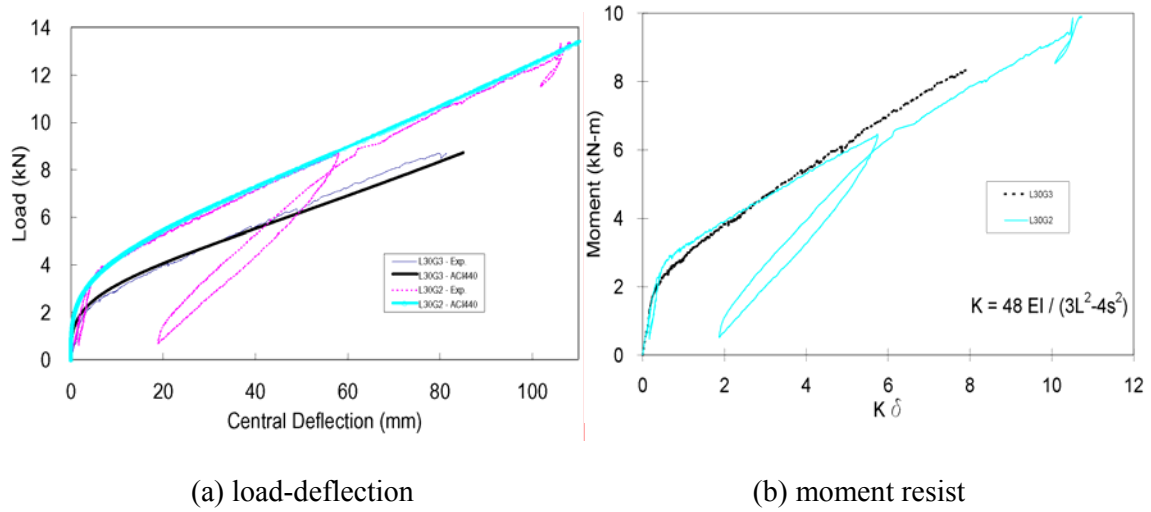 14
12
10
8
6
4
2
0
Load (kN)
0 20 40 60 80 100
Central Deflection (mm)
L30G3 - Exp.
L30G3 - ACI440
L30G2 - Exp.
L30G2 - ACI440
(a) load-deflection
10
8
6
4
2
0
Moment (kN-m)
0 2 4 6 8 10 12
K δ
L30G3
L30G2
K = 48 EI / (3L²-4s²)
(b) moment resist